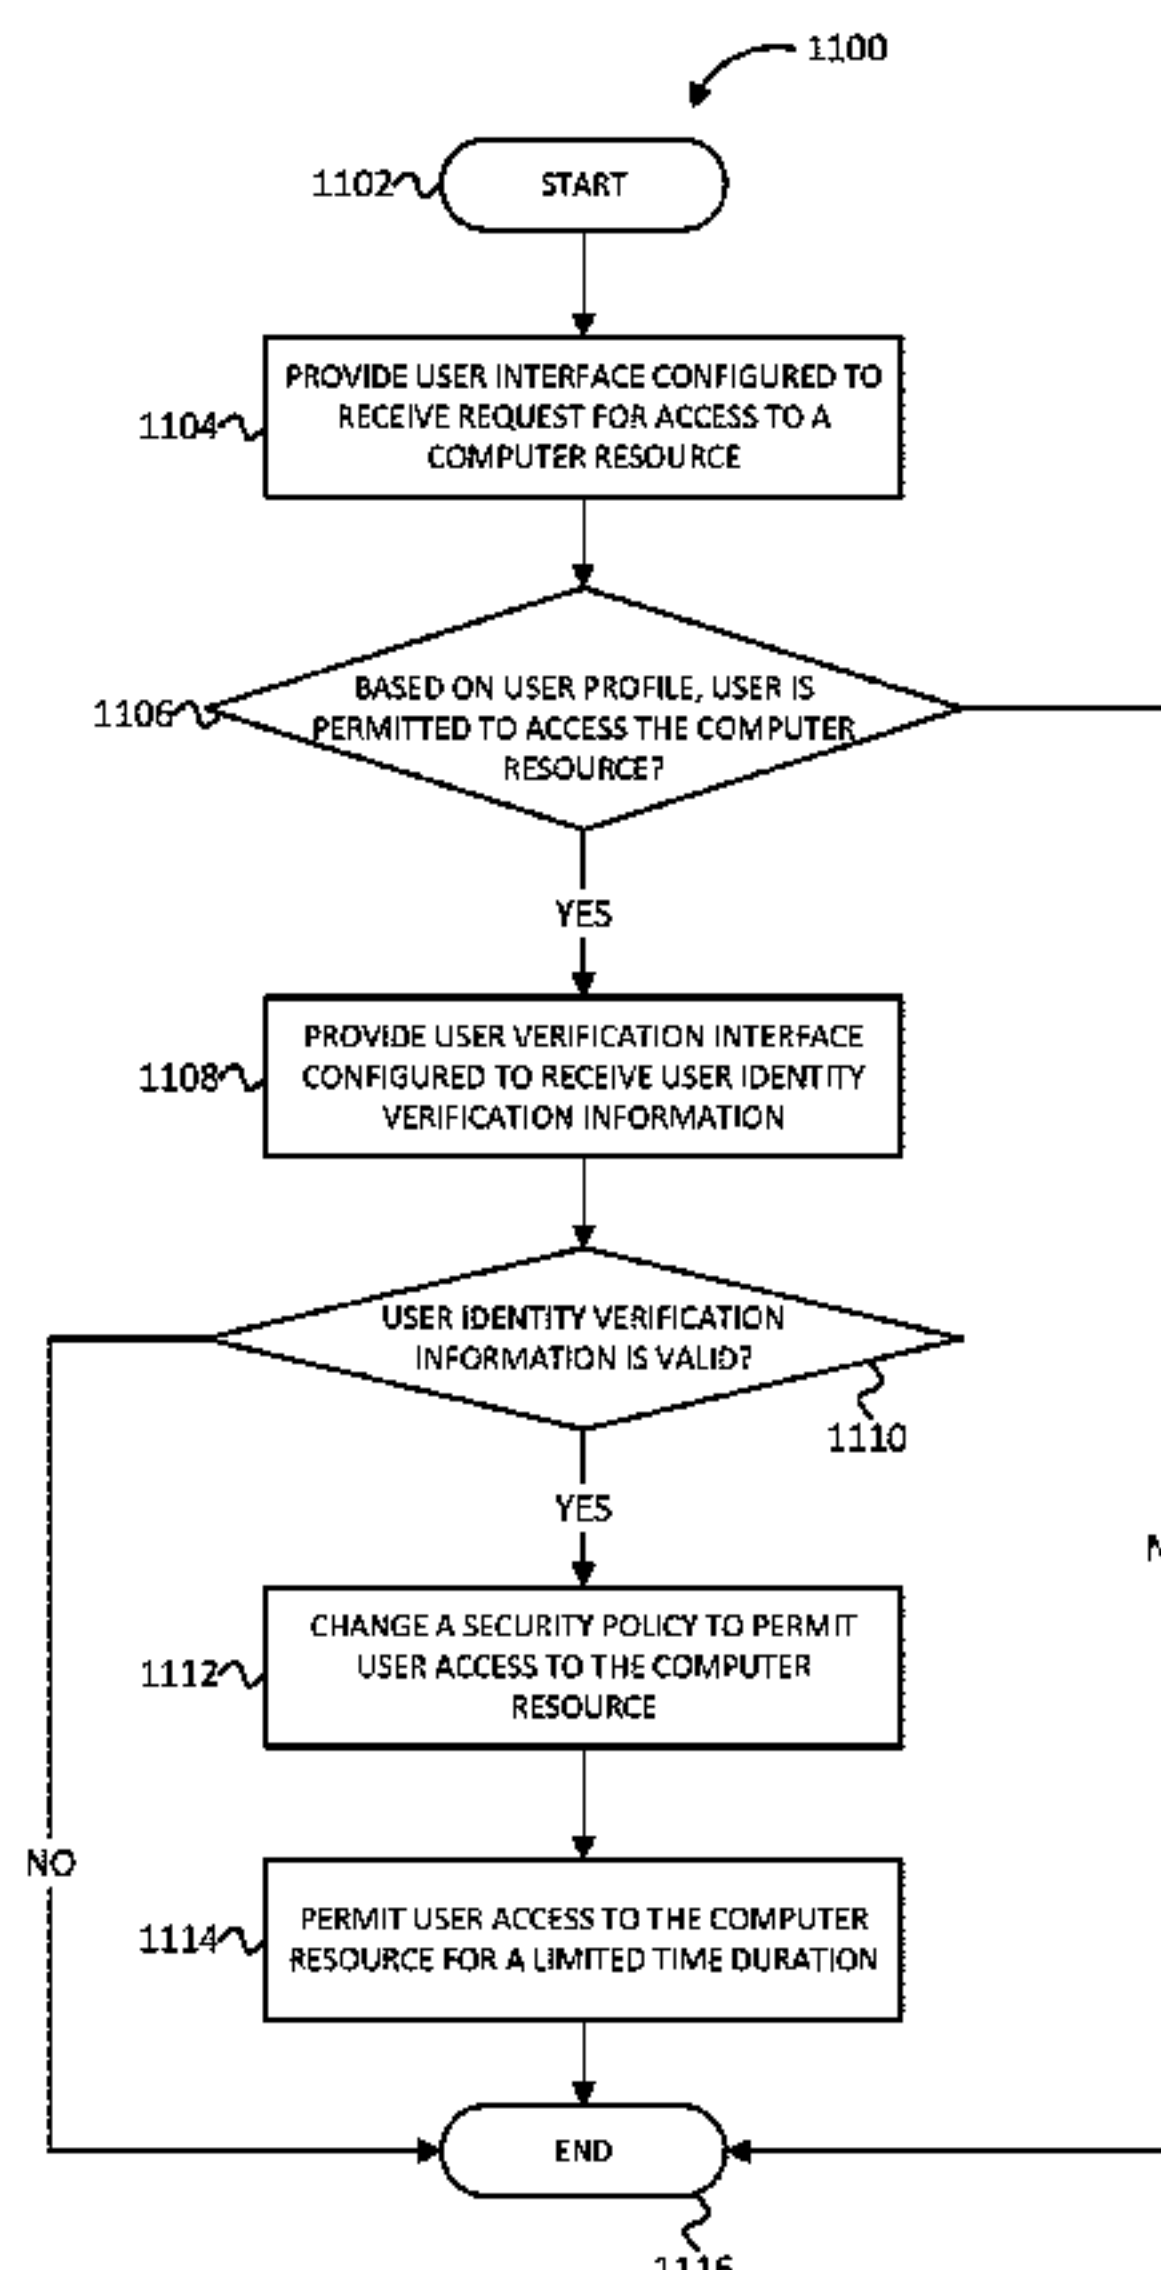 1100
1102
START
PROVIDE USER INTERFACE CONFIGURED TO
RECEIVE REQUEST FOR ACCESS TO A
COMPUTER RESOURCE
1104
BASED ON USER PROFILE, USER IS
PERMITTED TO ACCESS THE COMPUTER
RESOURCE?
1106
YES
PROVIDE USER VERIFICATION INTERFACE
CONFIGURED TO RECEIVE USER IDENTITY
VERIFICATION INFORMATION
1108
USER IDENTITY VERIFICATION
INFORMATION IS VALID?
1110
YES
CHANGE A SECURITY POLICY TO PERMIT
USER ACCESS TO THE COMPUTER
RESOURCE
1112
NO
PERMIT USER ACCESS TO THE COMPUTER
RESOURCE FOR A LIMITED TIME DURATION
1114
END
1116